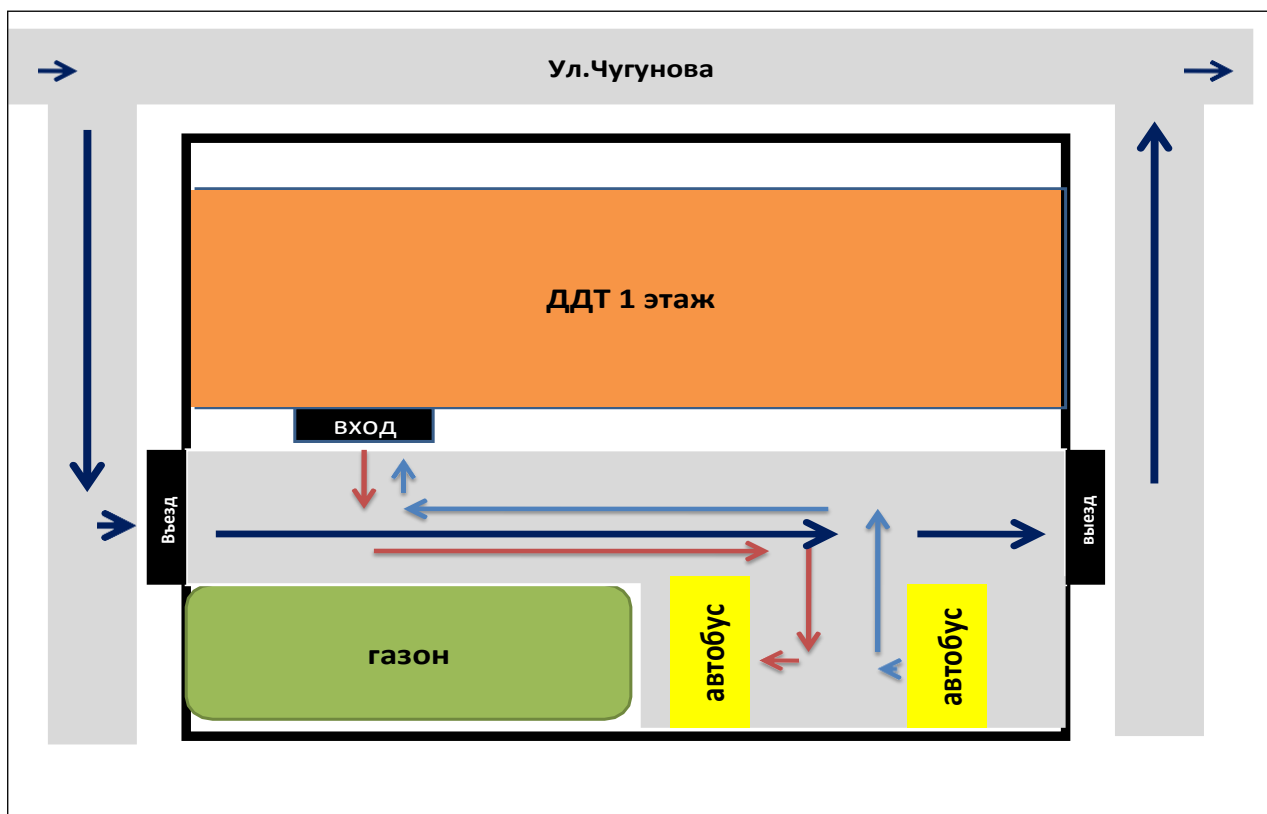 Ул.Чугунова
ДДТ 1 этаж
вход
Въезд
выезд
газон
автобус
автобус